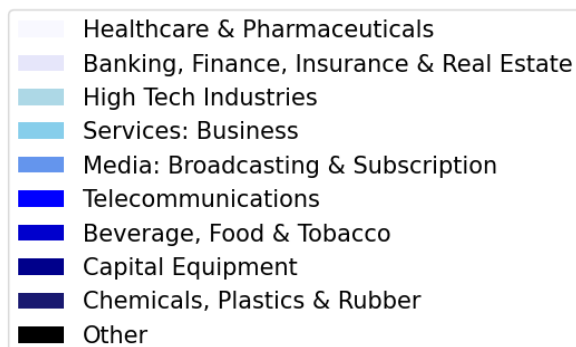 Healthcare & Pharmaceuticals
Banking, Finance, Insurance & Real Estate
High Tech Industries
Services: Business
Media: Broadcasting & Subscription
Telecommunications
Beverage, Food & Tobacco
Capital Equipment
Chemicals, Plastics & Rubber
Other